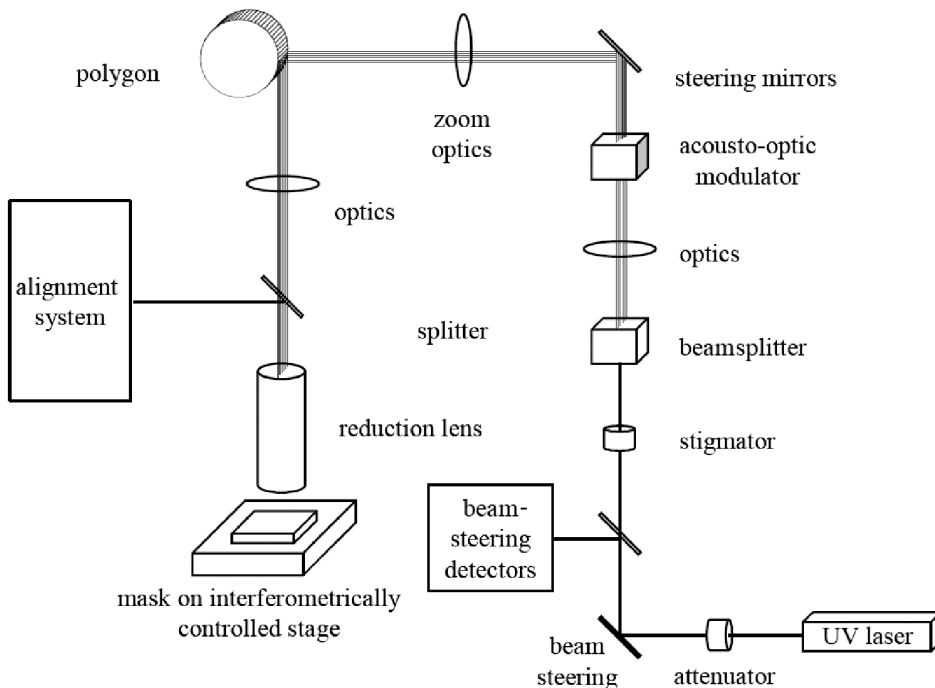 polygon
zoom
optics
steering mirrors
acousto-optic
modulator
optics
optics
alignment
system
splitter
beamsplitter
reduction lens
stigmator
beam-
steering
detectors
mask on interferometrically
controlled stage
beam
steering
attenuator
UV laser